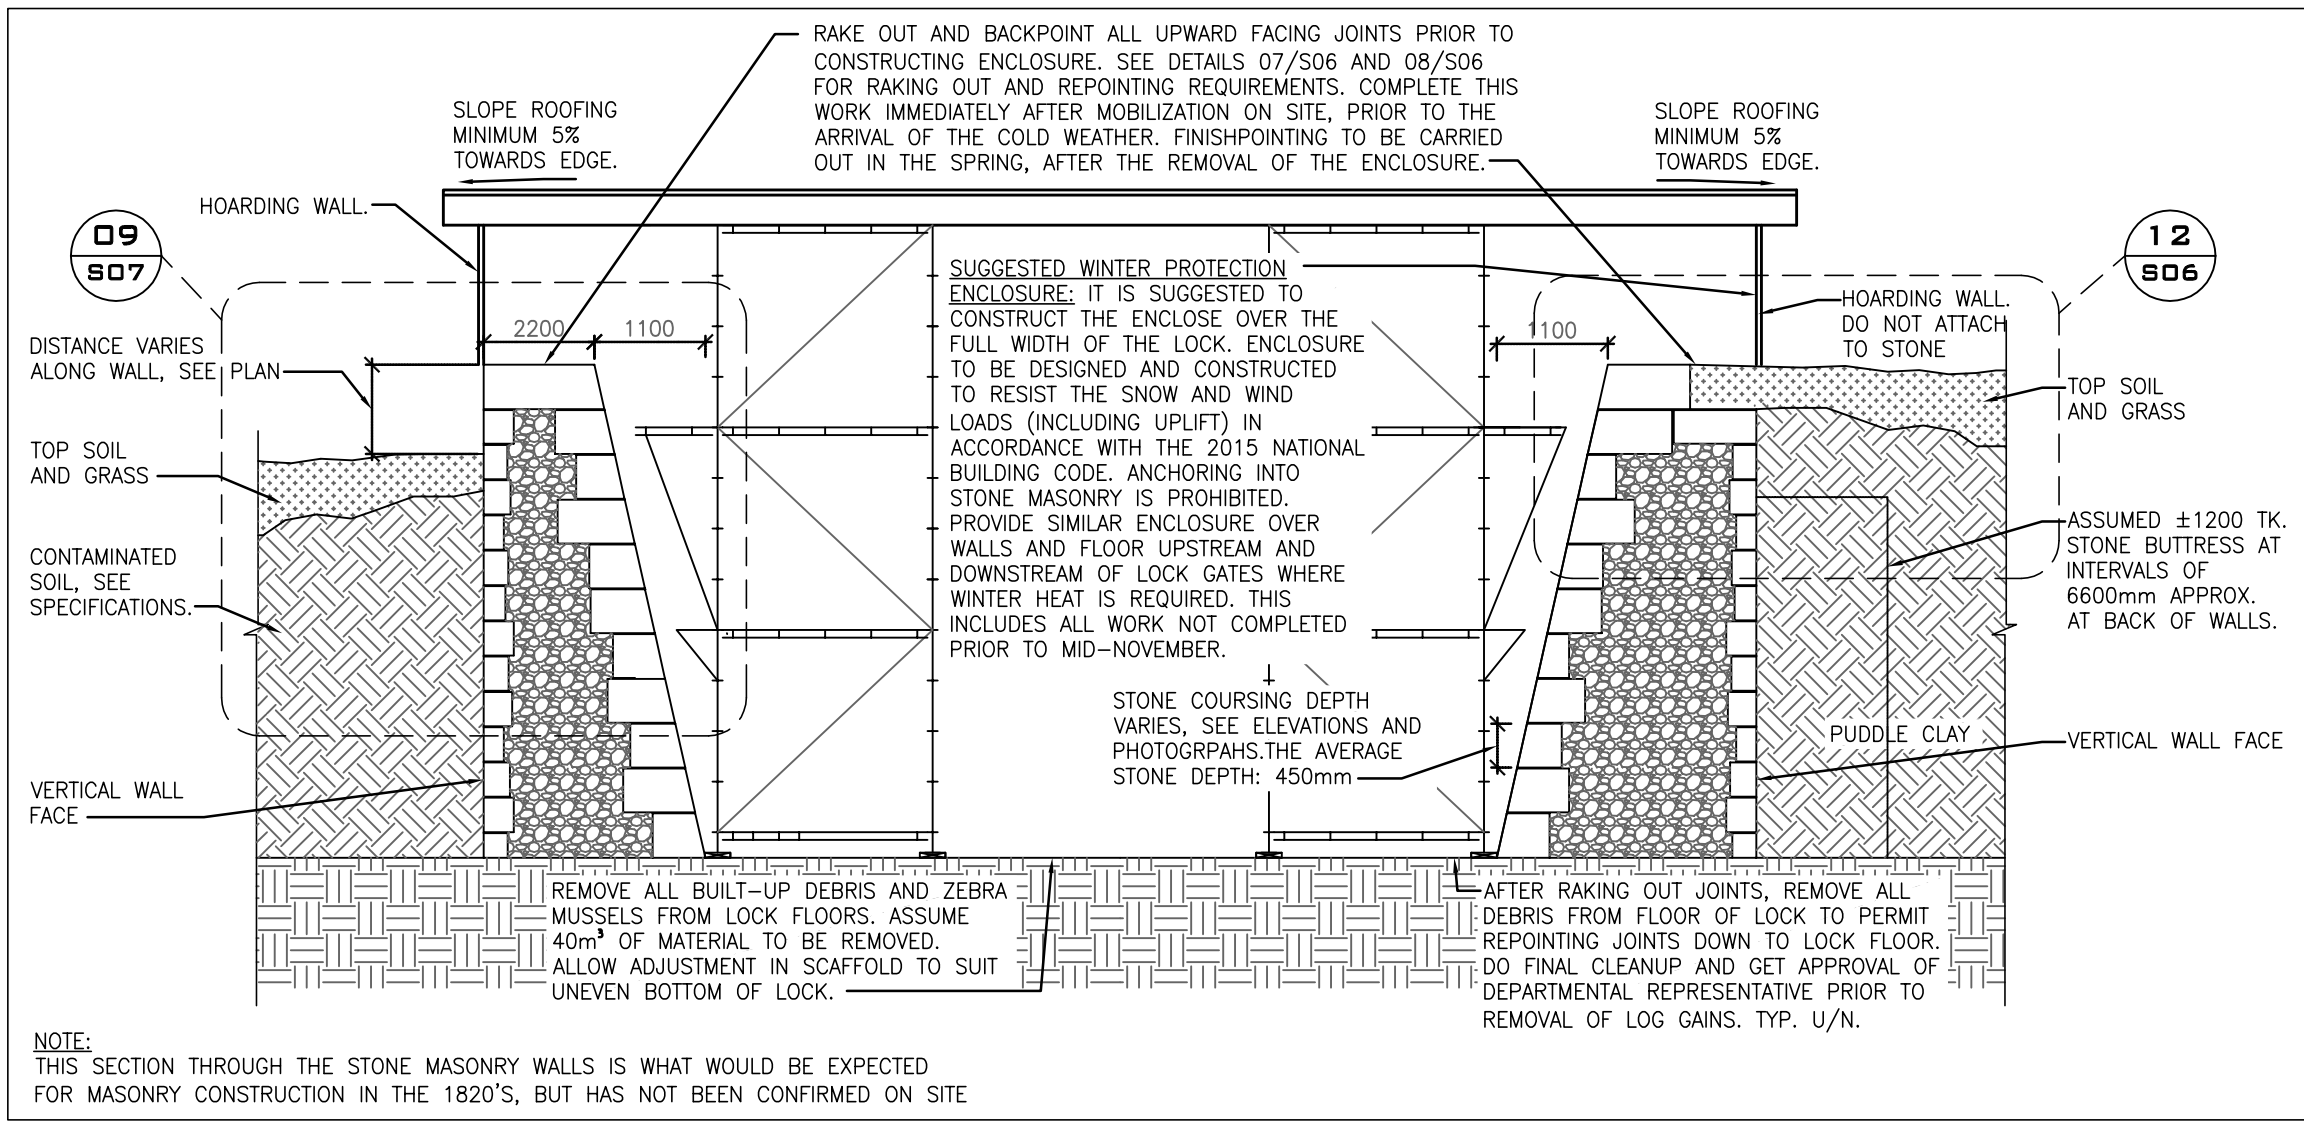 RAKE OUT AND BACKPOINT ALL UPWARD FACING JOINTS PRIOR TO
CONSTRUCTING ENCLOSURE. SEE DETAILS 07/S06 AND 08/S06
FOR RAKING OUT AND REPOINTING REQUIREMENTS. COMPLETE THIS
WORK IMMEDIATELY AFTER MOBILIZATION ON SITE, PRIOR TO THE
ARRIVAL OF THE COLD WEATHER. FINISHPOINTING TO BE CARRIED
OUT IN THE SPRING, AFTER THE REMOVAL OF THE ENCLOSURE.
SLOPE ROOFING
MINIMUM 5%
TOWARDS EDGE.
SLOPE ROOFING
MINIMUM 5%
TOWARDS EDGE.
HOARDING WALL.
09
S07
12
S06
DISTANCE VARIES
ALONG WALL, SEE PLAN
2200
1100
1100
SUGGESTED WINTER PROTECTION
ENCLOSURE: IT IS SUGGESTED TO
CONSTRUCT THE ENCLOSE OVER THE
FULL WIDTH OF THE LOCK. ENCLOSURE
TO BE DESIGNED AND CONSTRUCTED
TO RESIST THE SNOW AND WIND
LOADS (INCLUDING UPLIFT) IN
ACCORDANCE WITH THE 2015 NATIONAL
BUILDING CODE. ANCHORING INTO
STONE MASONRY IS PROHIBITED.
PROVIDE SIMILAR ENCLOSURE OVER
WALLS AND FLOOR UPSTREAM AND
DOWNSTREAM OF LOCK GATES WHERE
WINTER HEAT IS REQUIRED. THIS
INCLUDES ALL WORK NOT COMPLETED
PRIOR TO MID-NOVEMBER.
HOARDING WALL.
DO NOT ATTACH
TO STONE
TOP SOIL
AND GRASS
TOP SOIL
AND GRASS
CONTAMINATED
SOIL, SEE
SPECIFICATIONS.
ASSUMED ±1200 TK.
STONE BUTTRESS AT
INTERVALS OF
6600mm APPROX.
AT BACK OF WALLS.
STONE COURSING DEPTH
VARIES, SEE ELEVATIONS AND
PHOTOGRPAHS.THE AVERAGE
STONE DEPTH: 450mm
PUDDLE CLAY
VERTICAL WALL FACE
VERTICAL WALL
FACE
REMOVE ALL BUILT-UP DEBRIS AND ZEBRA
MUSSELS FROM LOCK FLOORS. ASSUME
40m³ OF MATERIAL TO BE REMOVED.
ALLOW ADJUSTMENT IN SCAFFOLD TO SUIT
UNEVEN BOTTOM OF LOCK.
AFTER RAKING OUT JOINTS, REMOVE ALL
DEBRIS FROM FLOOR OF LOCK TO PERMIT
REPOINTING JOINTS DOWN TO LOCK FLOOR.
DO FINAL CLEANUP AND GET APPROVAL OF
DEPARTMENTAL REPRESENTATIVE PRIOR TO
REMOVAL OF LOG GAINS. TYP. U/N.
NOTE:
THIS SECTION THROUGH THE STONE MASONRY WALLS IS WHAT WOULD BE EXPECTED
FOR MASONRY CONSTRUCTION IN THE 1820'S, BUT HAS NOT BEEN CONFIRMED ON SITE